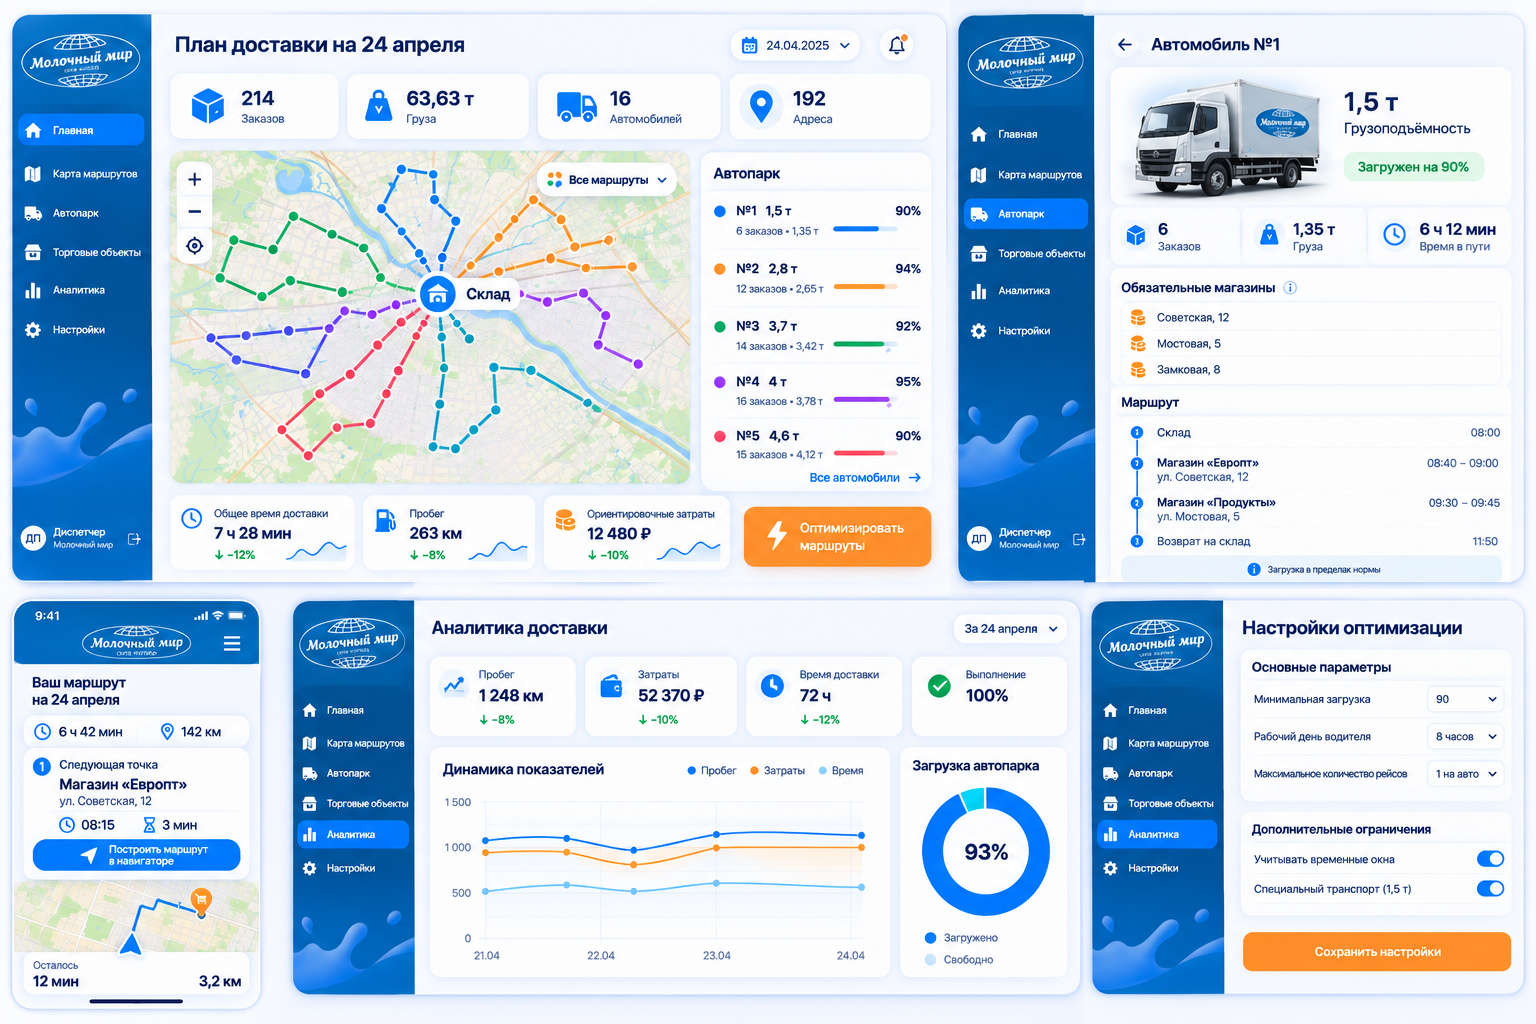 Молочный мир
План доставки на 24 апреля
24.04.2025
Главная
Карта маршрутов
Автопарк
Торговые объекты
Аналитика
Настройки
ДП
Диспетчер
Молочный мир
214
Заказов
63,63 т
Груза
16
Автомобилей
192
Адреса
+
−
Все маршруты
Склад
Автопарк
№1 1,5 т 90%
6 заказов • 1,35 т
№2 2,8 т 94%
12 заказов • 2,65 т
№3 3,7 т 92%
14 заказов • 3,42 т
№4 4 т 95%
16 заказов • 3,78 т
№5 4,6 т 90%
15 заказов • 4,12 т
Все автомобили →
Общее время доставки
7 ч 28 мин
↓ −12%
Пробег
263 км
↓ −8%
Ориентировочные затраты
12 480 ₽
↓ −10%
Оптимизировать
маршруты
Молочный мир
Главная
Карта маршрутов
Автопарк
Торговые объекты
Аналитика
Настройки
ДП
Диспетчер
Молочный мир
← Автомобиль №1
Молочный мир
1,5 т
Грузоподъёмность
Загружен на 90%
6
Заказов
1,35 т
Груза
6 ч 12 мин
Время в пути
Обязательные магазины
Советская, 12
Мостовая, 5
Замковая, 8
Маршрут
Склад 08:00
Магазин «Европт» 08:40 – 09:00
ул. Советская, 12
Магазин «Продукты» 09:30 – 09:45
ул. Мостовая, 5
Возврат на склад 11:50
Загрузка в пределах нормы
9:41
Молочный мир
Ваш маршрут
на 24 апреля
6 ч 42 мин
142 км
1
Следующая точка
Магазин «Европт»
ул. Советская, 12
08:15
3 мин
Построить маршрут
в навигаторе
Осталось
12 мин 3,2 км
Молочный мир
Главная
Карта маршрутов
Автопарк
Торговые объекты
Аналитика
Настройки
Аналитика доставки
За 24 апреля
Пробег
1 248 км
↓ −8%
Затраты
52 370 ₽
↓ −10%
Время доставки
72 ч
↓ −12%
Выполнение
100%
Динамика показателей
Пробег
Затраты
Время
1 500
1 000
500
0
21.04
22.04
23.04
24.04
Загрузка автопарка
93%
Загружено
Свободно
Молочный мир
Главная
Карта маршрутов
Автопарк
Торговые объекты
Аналитика
Настройки
Настройки оптимизации
Основные параметры
Минимальная загрузка 90
Рабочий день водителя 8 часов
Максимальное количество рейсов 1 на авто
Дополнительные ограничения
Учитывать временные окна
Специальный транспорт (1,5 т)
Сохранить настройки